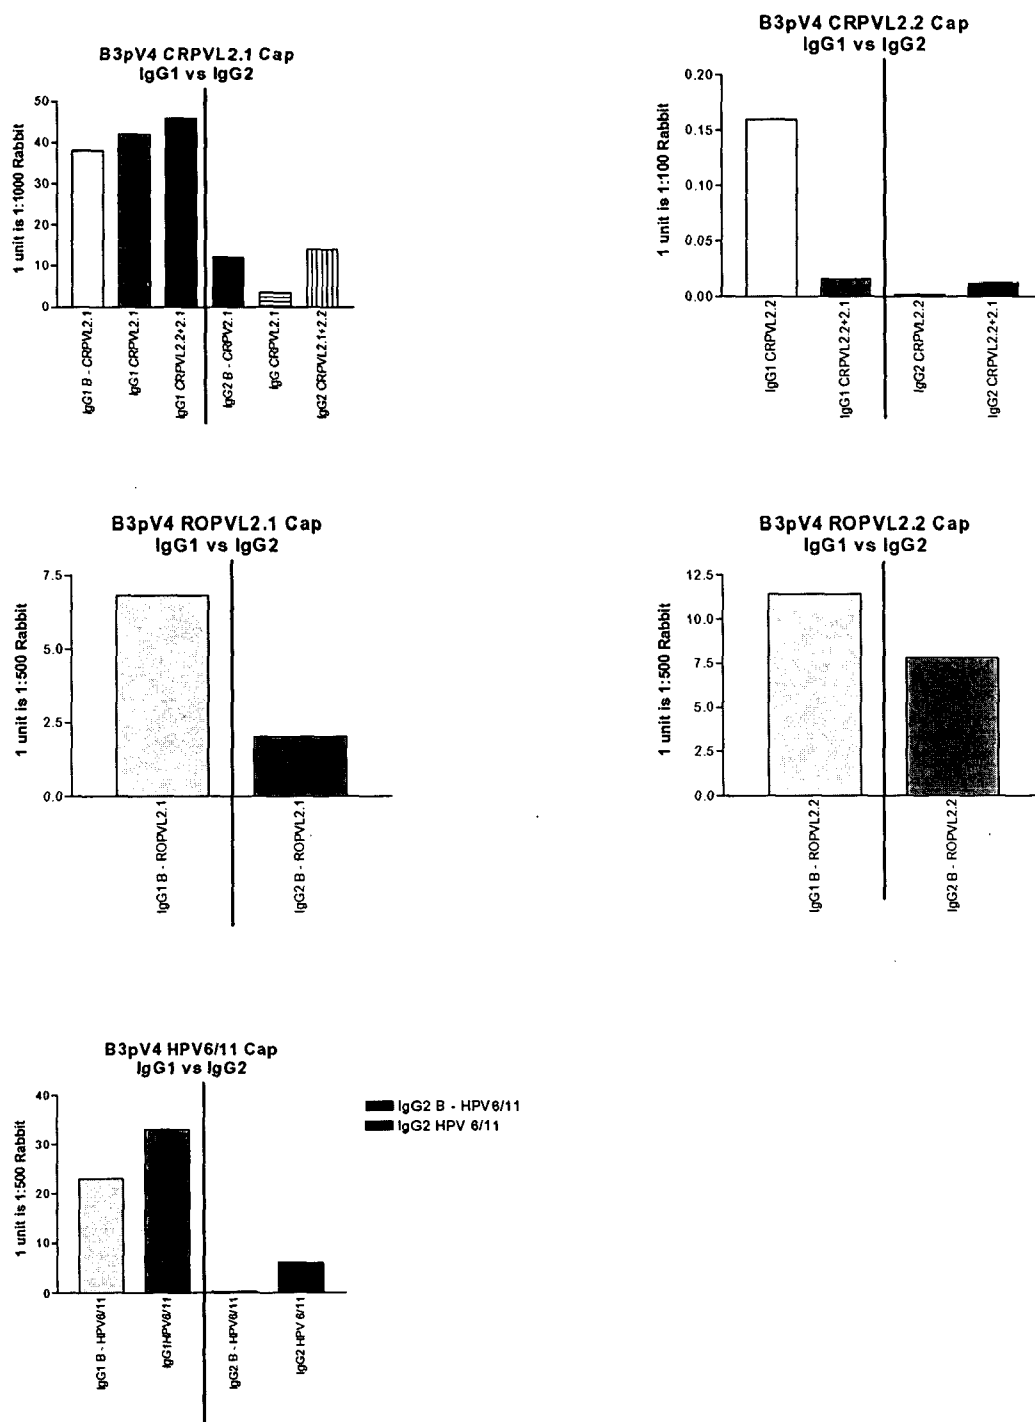 B3pV4 CRPVL2.1 Cap
IgG1 vs IgG2
1 unit is 1:1000 Rabbit
50
40
30
20
10
0
IgG1 B - CRPVL2.1
IgG1 CRPVL2.1
IgG1 CRPVL2.2+2.1
IgG2 B - CRPV2.1
IgG CRPVL2.1
IgG2 CRPVL2.1+2.2
B3pV4 CRPVL2.2 Cap
IgG1 vs IgG2
1 unit is 1:100 Rabbit
0.20
0.15
0.10
0.05
0.00
IgG1 CRPVL2.2
IgG1 CRPVL2.2+2.1
IgG2 CRPVL2.2
IgG2 CRPVL2.2+2.1
B3pV4 ROPVL2.1 Cap
IgG1 vs IgG2
1 unit is 1:500 Rabbit
7.5
5.0
2.5
0.0
IgG1 B - ROPVL2.1
IgG2 B - ROPVL2.1
B3pV4 ROPVL2.2 Cap
IgG1 vs IgG2
1 unit is 1:500 Rabbit
12.5
10.0
7.5
5.0
2.5
0.0
IgG1 B - ROPVL2.2
IgG2 B - ROPVL2.2
B3pV4 HPV6/11 Cap
IgG1 vs IgG2
1 unit is 1:500 Rabbit
40
30
20
10
0
IgG1 B - HPV6/11
IgG1HPV6/11
IgG2 B - HPV6/11
IgG2 HPV 6/11
IgG2 B - HPV6/11
IgG2 HPV 6/11